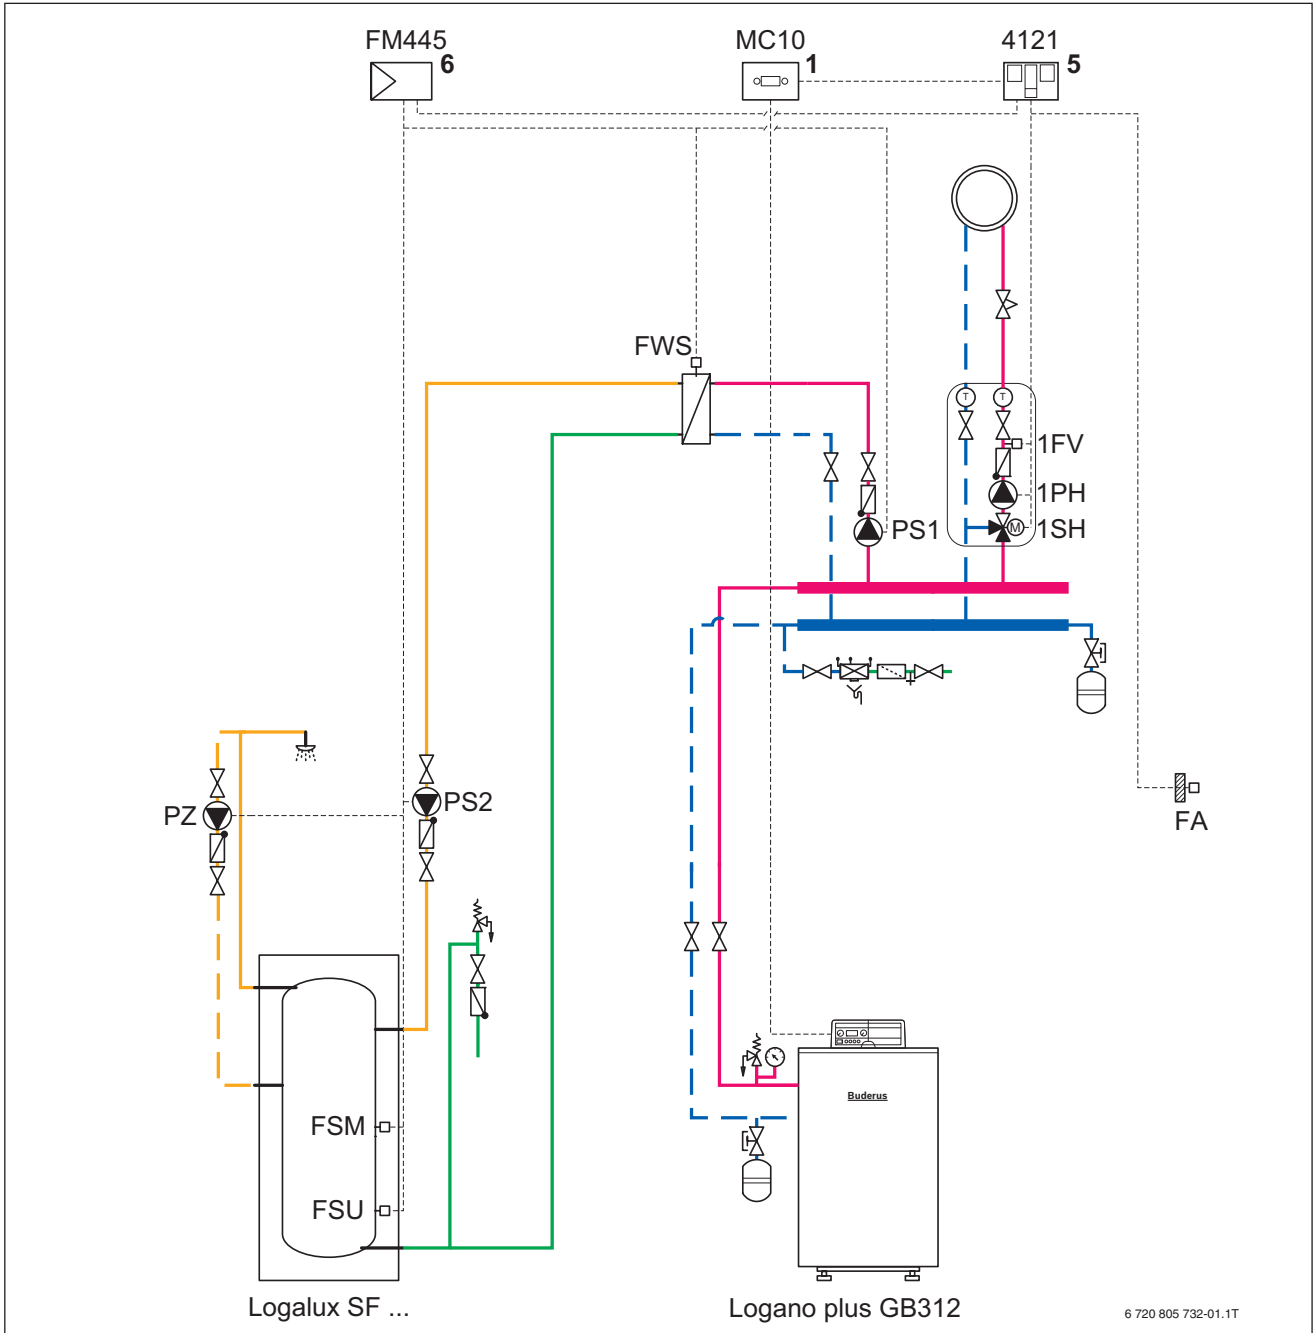 FM445
6
MC10
1
4121
5
FWS
T
T
1FV
1PH
M
1SH
PS1
PZ
PS2
FA
Buderus
FSM
FSU
Logalux SF ...
Logano plus GB312
6 720 805 732-01.1T